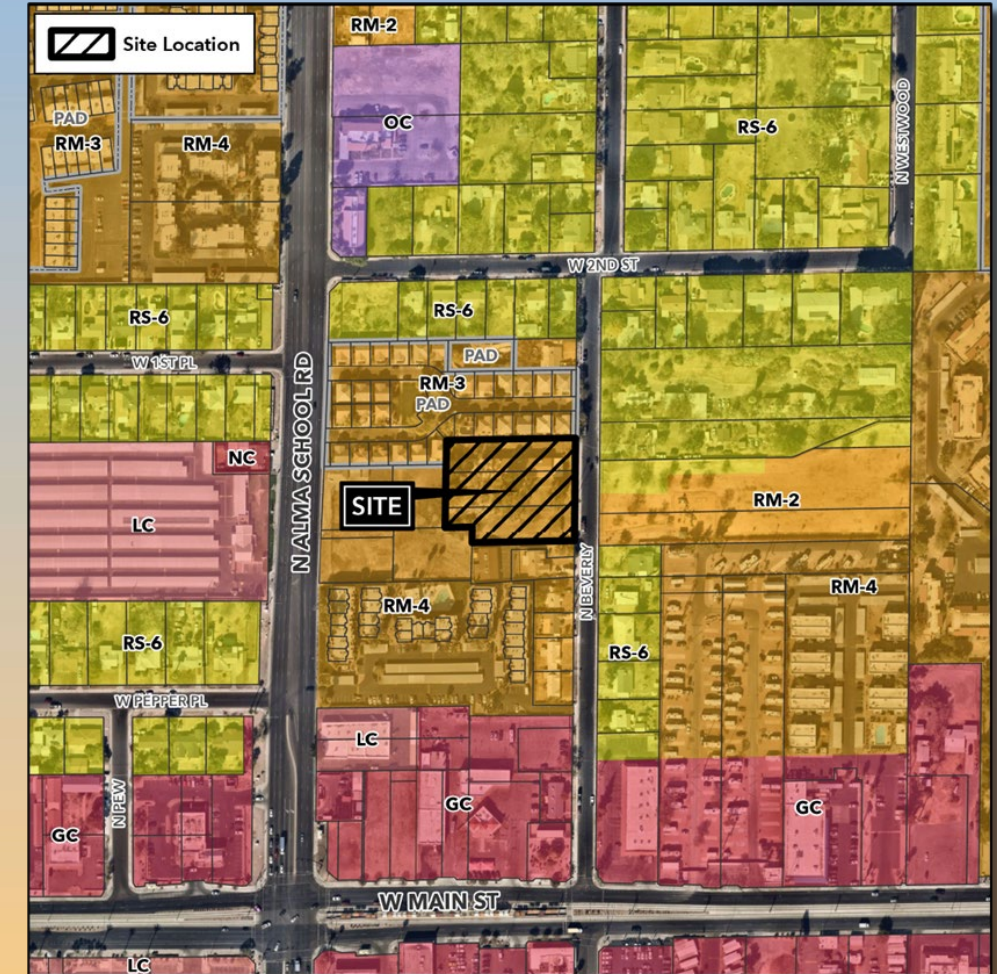 Site Location
RM-2
PAD
RM-3
RM-4
OC
RS-6
N WESTWOOD
W 2ND ST
RS-6
RS-6
W 1ST PL
PAD
RM-3
PAD
N ALMA SCHOOL RD
NC
LC
SITE
RM-2
N BEVERLY
RM-4
RM-4
RS-6
RS-6
W PEPPER PL
LC
GC
GC
GC
N PEW
W MAIN ST
LC